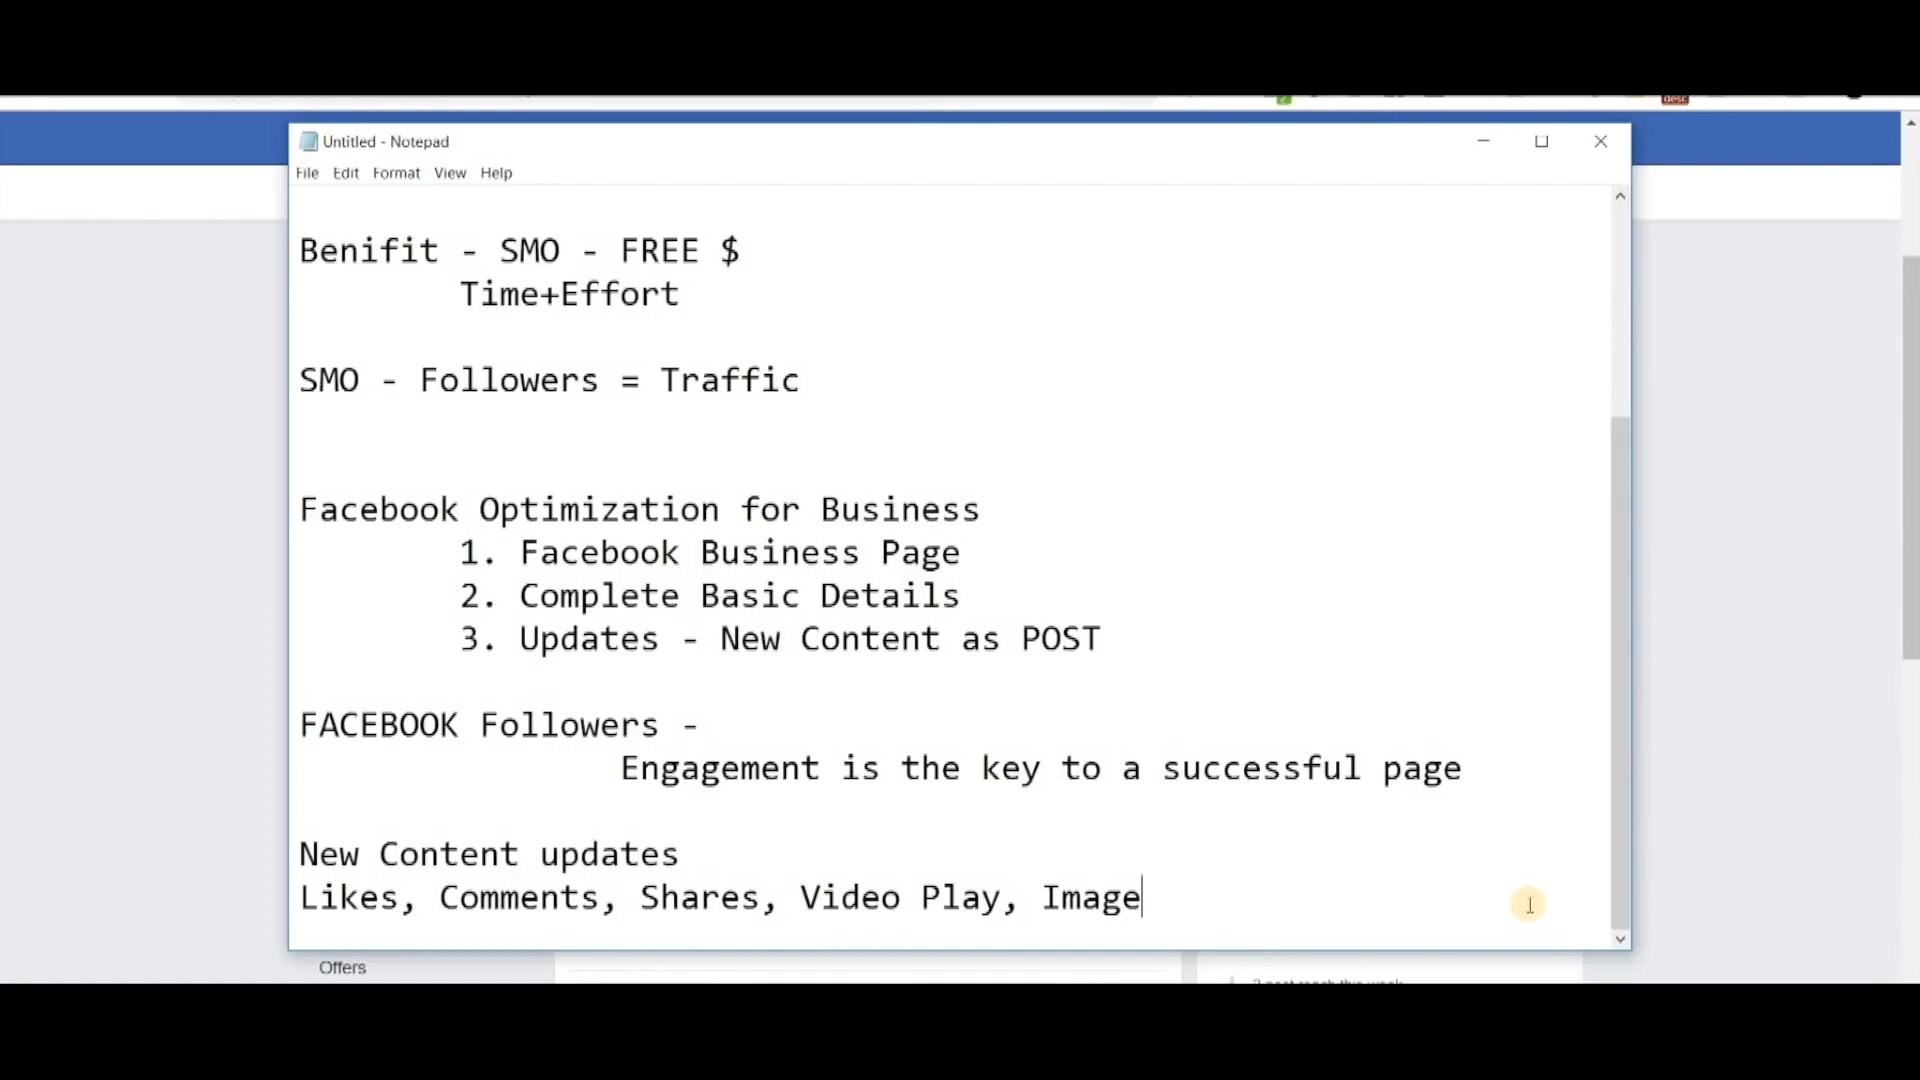 desc
Untitled - Notepad
File Edit Format View Help
Benifit - SMO - FREE $
Time+Effort
SMO - Followers = Traffic
Facebook Optimization for Business
1. Facebook Business Page
2. Complete Basic Details
3. Updates - New Content as POST
FACEBOOK Followers -
Engagement is the key to a successful page
New Content updates
Likes, Comments, Shares, Video Play, Image
Offers